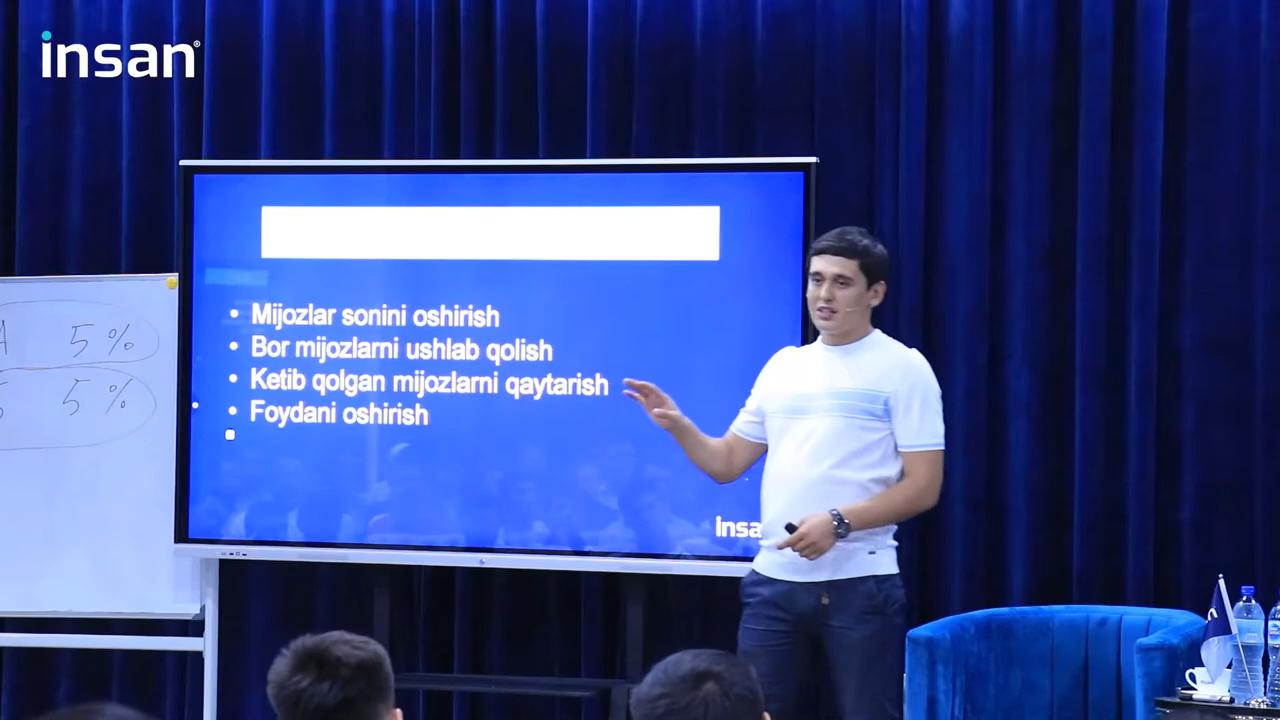 insan®
Mijozlar sonini oshirish
Bor mijozlarni ushlab qolish
Ketib qolgan mijozlarni qaytarish
Foydani oshirish
5%
5%